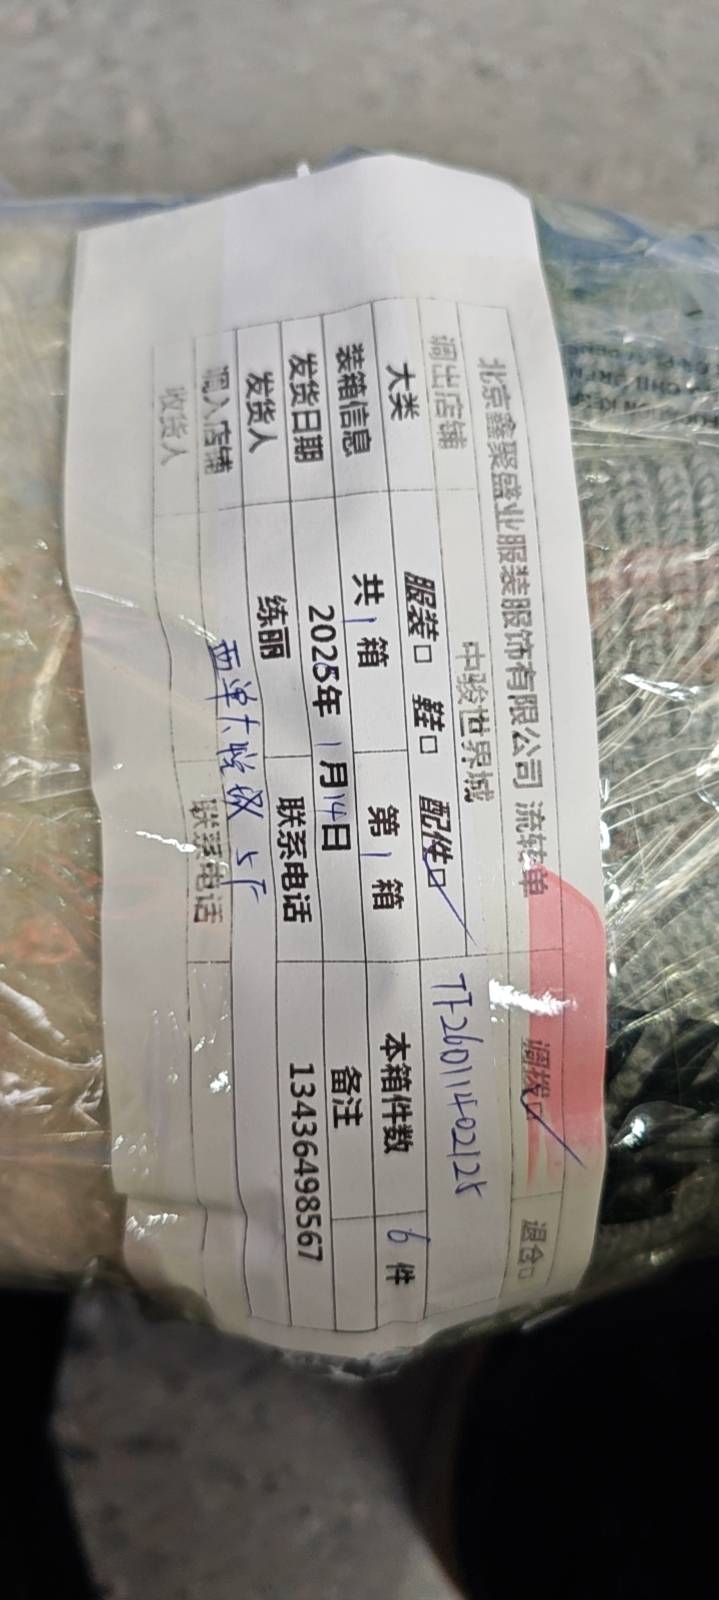 北京鑫聚盛业服装服饰有限公司 流转单 调拨□ 退仓□
调出店铺 中骏世界城 TF26011402125
大类 服装□ 鞋□ 配件□
装箱信息 共1箱 第1箱 本箱件数 6件
发货日期 2025年1月14日 备注
发货人 练丽 联系电话 13436498567
调入店铺 西单大悦城 5F
收货人 联系电话